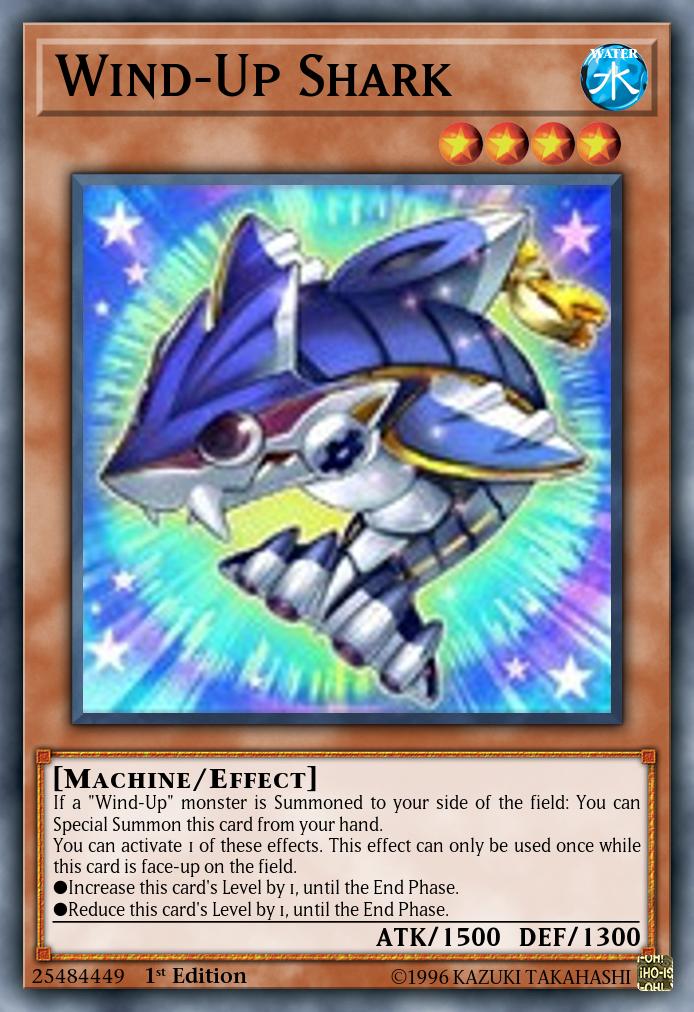 Wind-Up Shark
WATER
水
[Machine/Effect]
If a "Wind-Up" monster is Summoned to your side of the field: You can
Special Summon this card from your hand.
You can activate 1 of these effects. This effect can only be used once while
this card is face-up on the field.
●Increase this card's Level by 1, until the End Phase.
●Reduce this card's Level by 1, until the End Phase.
ATK/1500 DEF/1300
25484449 1st Edition ©1996 KAZUKI TAKAHASHI